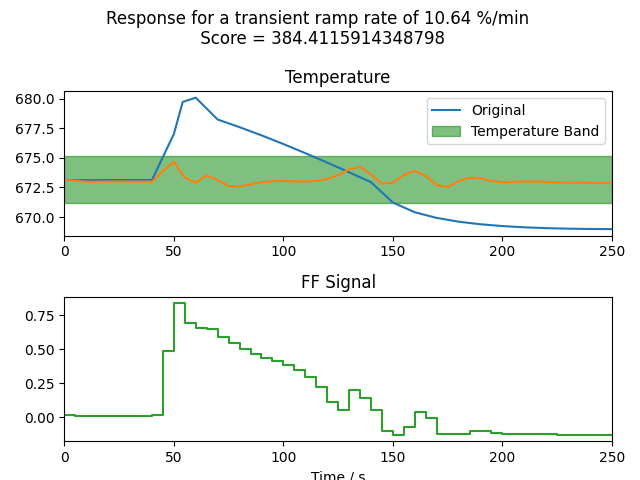 Response for a transient ramp rate of 10.64 %/min
Score = 384.4115914348798
Temperature
680.0
677.5
675.0
672.5
670.0
Original
Temperature Band
0 50 100 150 200 250
FF Signal
0.75
0.50
0.25
0.00
0 50 100 150 200 250
Time / s